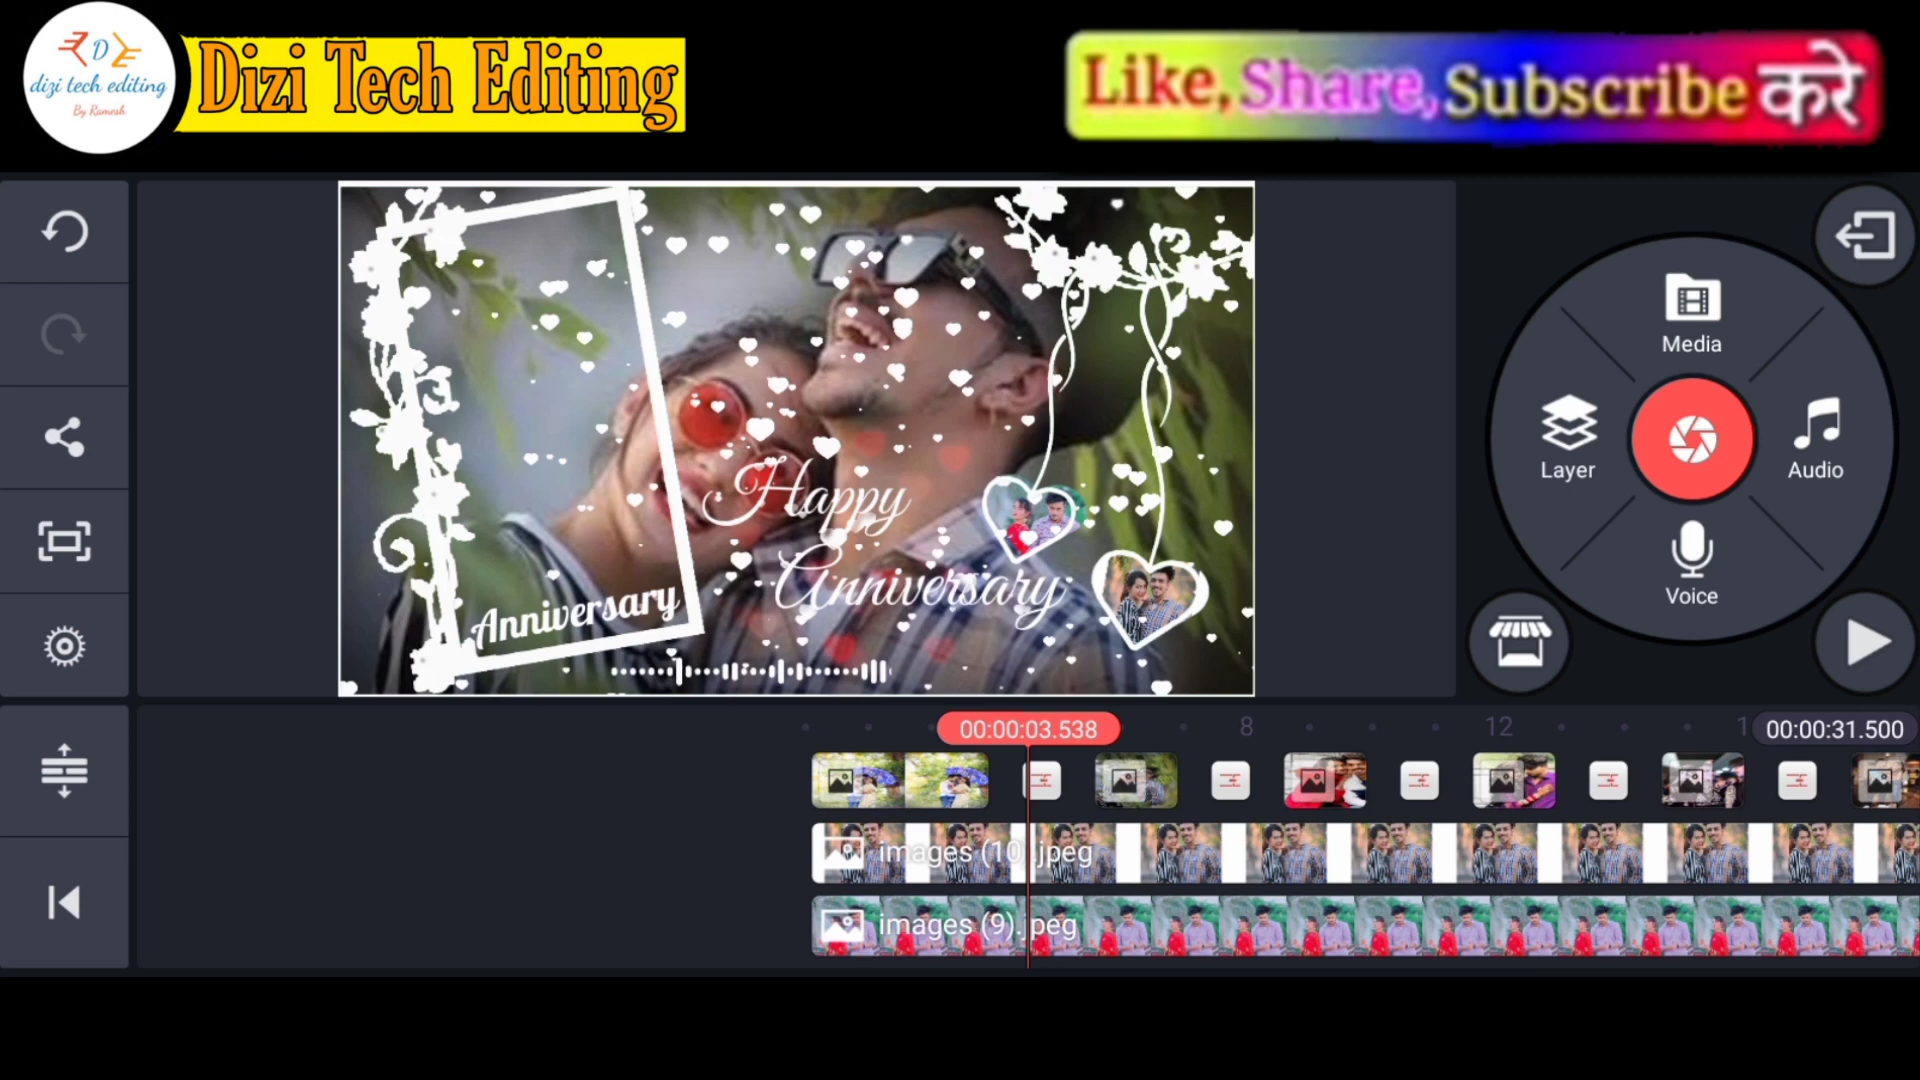 R D E
dizi tech editing
By Ramesh
Dizi Tech Editing
Like, Share, Subscribe करे
Happy
Anniversary
Anniversary
Media
Layer
Audio
Voice
00:00:03.538
8
12
1
00:00:31.500
images (10).jpeg
images (9).jpeg